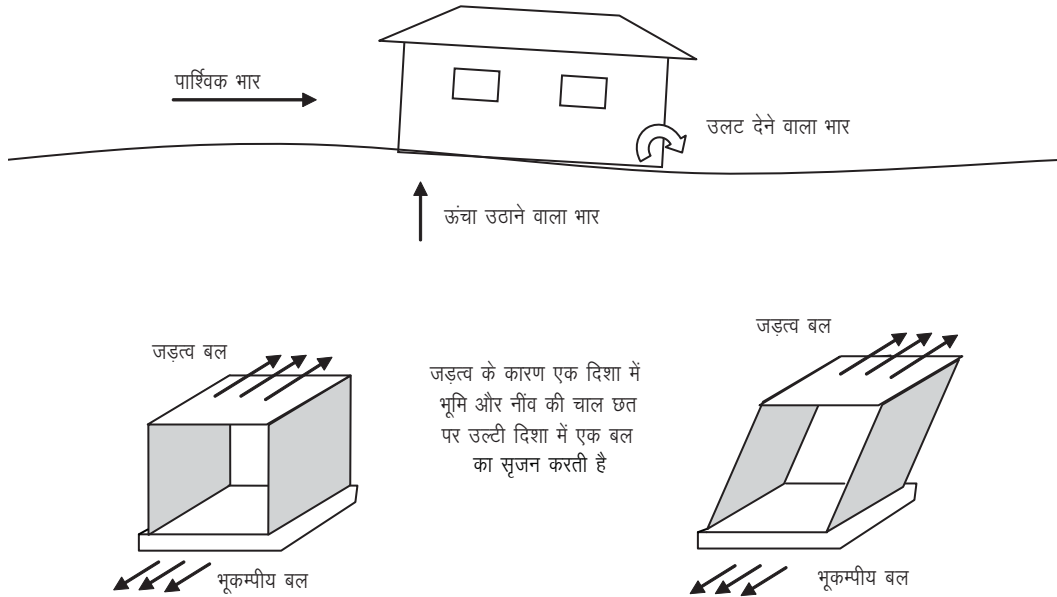 पार्श्विक भार
उलट देने वाला भार
ऊंचा उठाने वाला भार
जड़त्व बल
जड़त्व बल
जड़त्व के कारण एक दिशा में
भूमि और नींव की चाल छत
पर उल्टी दिशा में एक बल
का सृजन करती है
भूकम्पीय बल
भूकम्पीय बल